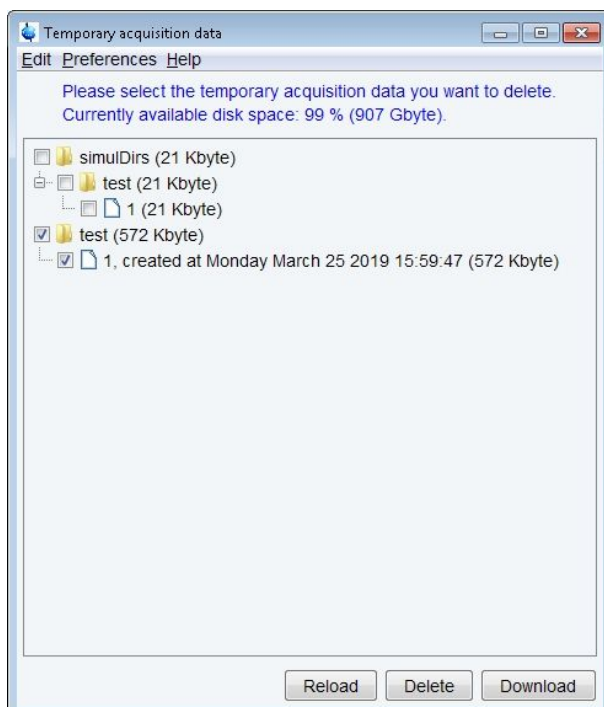 Temporary acquisition data
Edit Preferences Help
Please select the temporary acquisition data you want to delete.
Currently available disk space: 99 % (907 Gbyte).
simulDirs (21 Kbyte)
test (21 Kbyte)
1 (21 Kbyte)
test (572 Kbyte)
1, created at Monday March 25 2019 15:59:47 (572 Kbyte)
Reload Delete Download